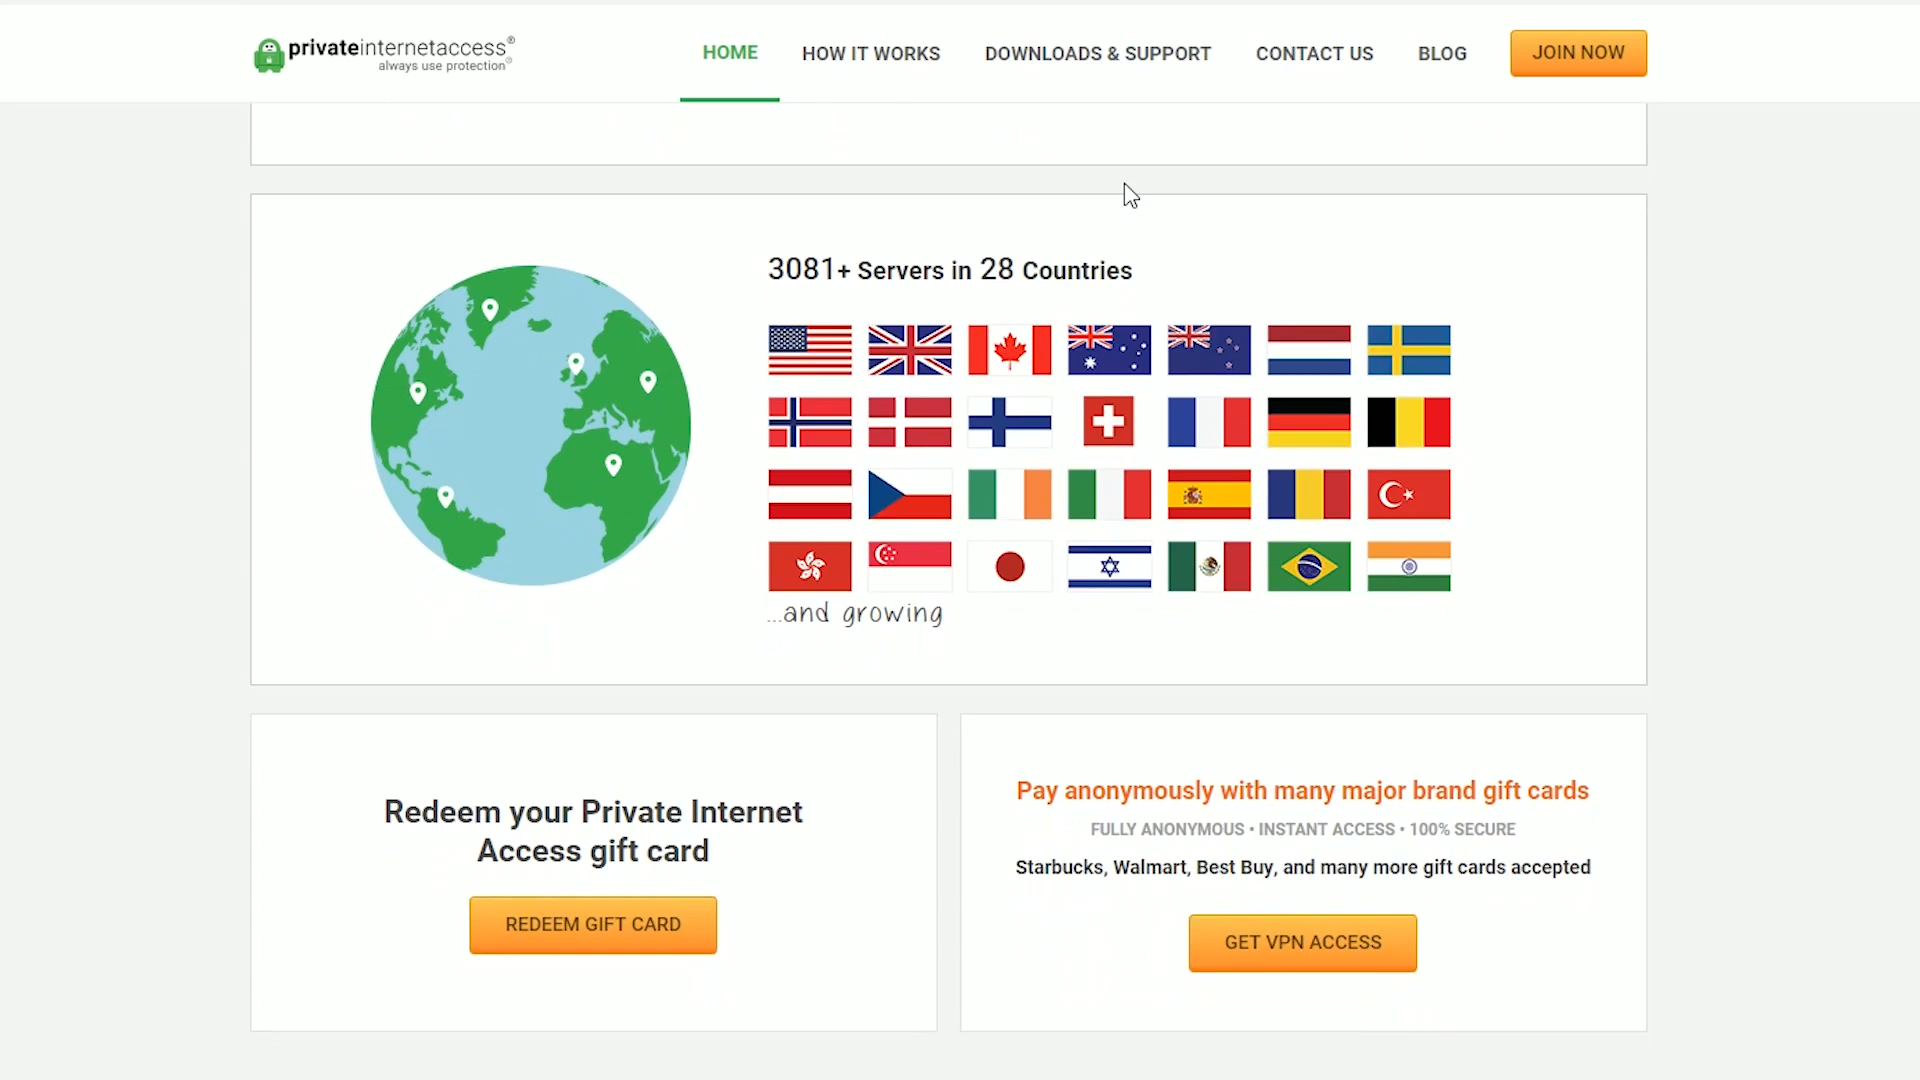 privateinternetaccess®
always use protection®
HOME
HOW IT WORKS
DOWNLOADS & SUPPORT
CONTACT US
BLOG
JOIN NOW
3081+ Servers in 28 Countries
...and growing
Redeem your Private Internet
Access gift card
REDEEM GIFT CARD
Pay anonymously with many major brand gift cards
FULLY ANONYMOUS • INSTANT ACCESS • 100% SECURE
Starbucks, Walmart, Best Buy, and many more gift cards accepted
GET VPN ACCESS